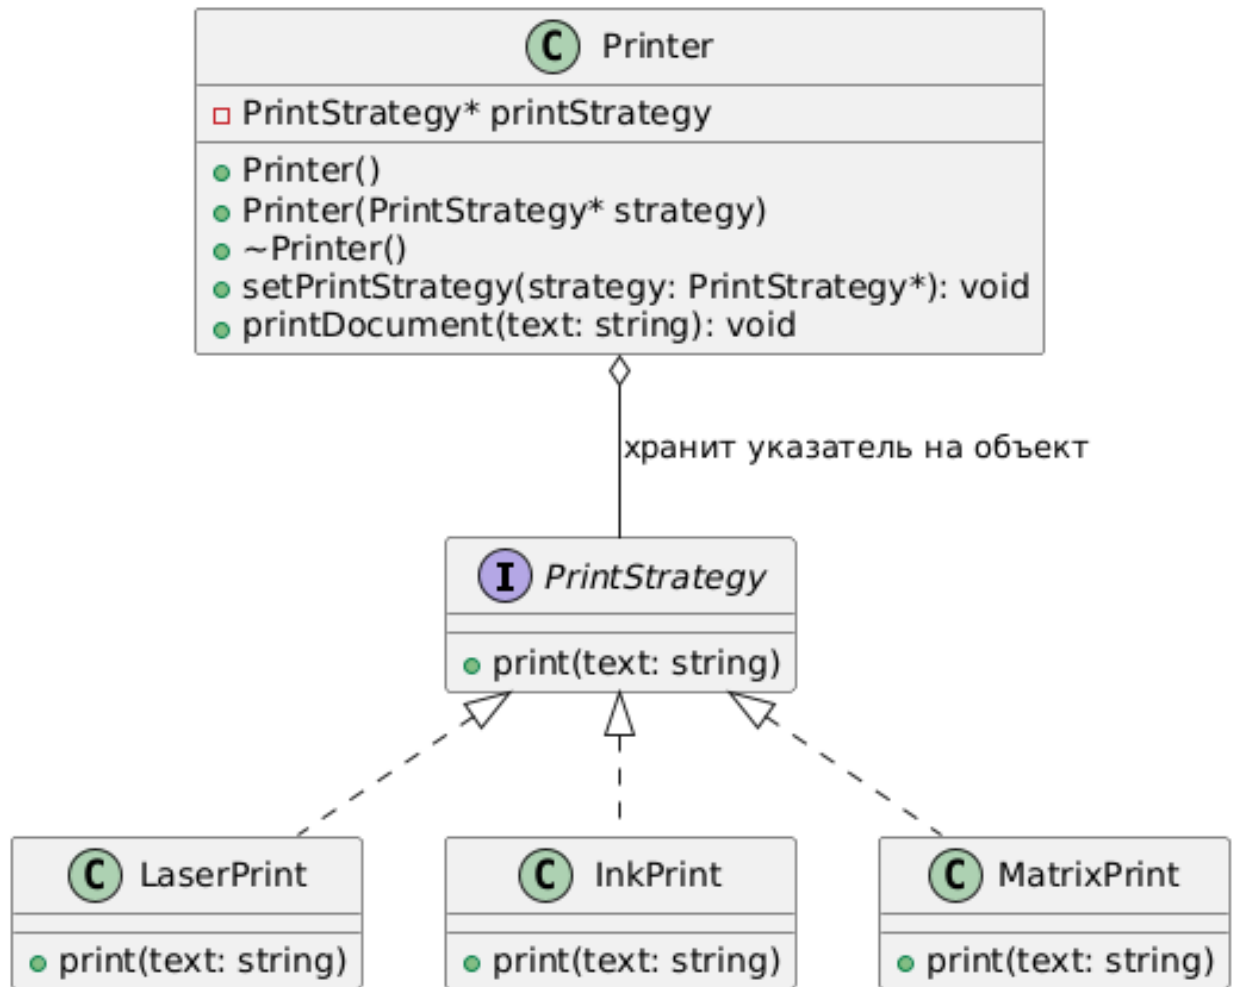 C Printer
PrintStrategy* printStrategy
Printer()
Printer(PrintStrategy* strategy)
~Printer()
setPrintStrategy(strategy: PrintStrategy*): void
printDocument(text: string): void
хранит указатель на объект
I PrintStrategy
print(text: string)
C LaserPrint
print(text: string)
C InkPrint
print(text: string)
C MatrixPrint
print(text: string)